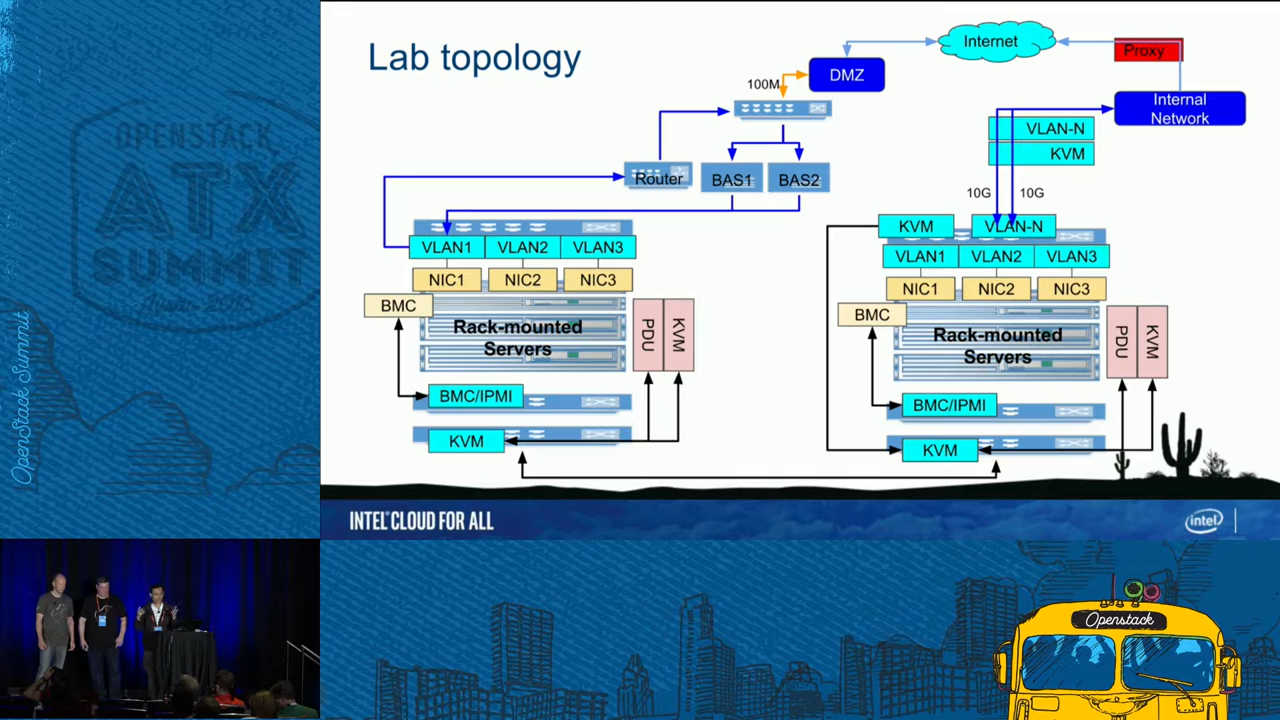 Lab topology
Internet
Proxy
DMZ
100M
Internal
Network
VLAN-N
KVM
Router
BAS1
BAS2
10G
10G
KVM
VLAN-N
VLAN1
VLAN2
VLAN3
VLAN1
VLAN2
VLAN3
NIC1
NIC2
NIC3
NIC1
NIC2
NIC3
BMC
Rack-mounted
Servers
PDU
KVM
BMC
Rack-mounted
Servers
PDU
KVM
BMC/IPMI
BMC/IPMI
KVM
KVM
INTEL® CLOUD FOR ALL
intel
OPENSTACK
ATX
SUMMIT
OpenStack Summit
Openstack